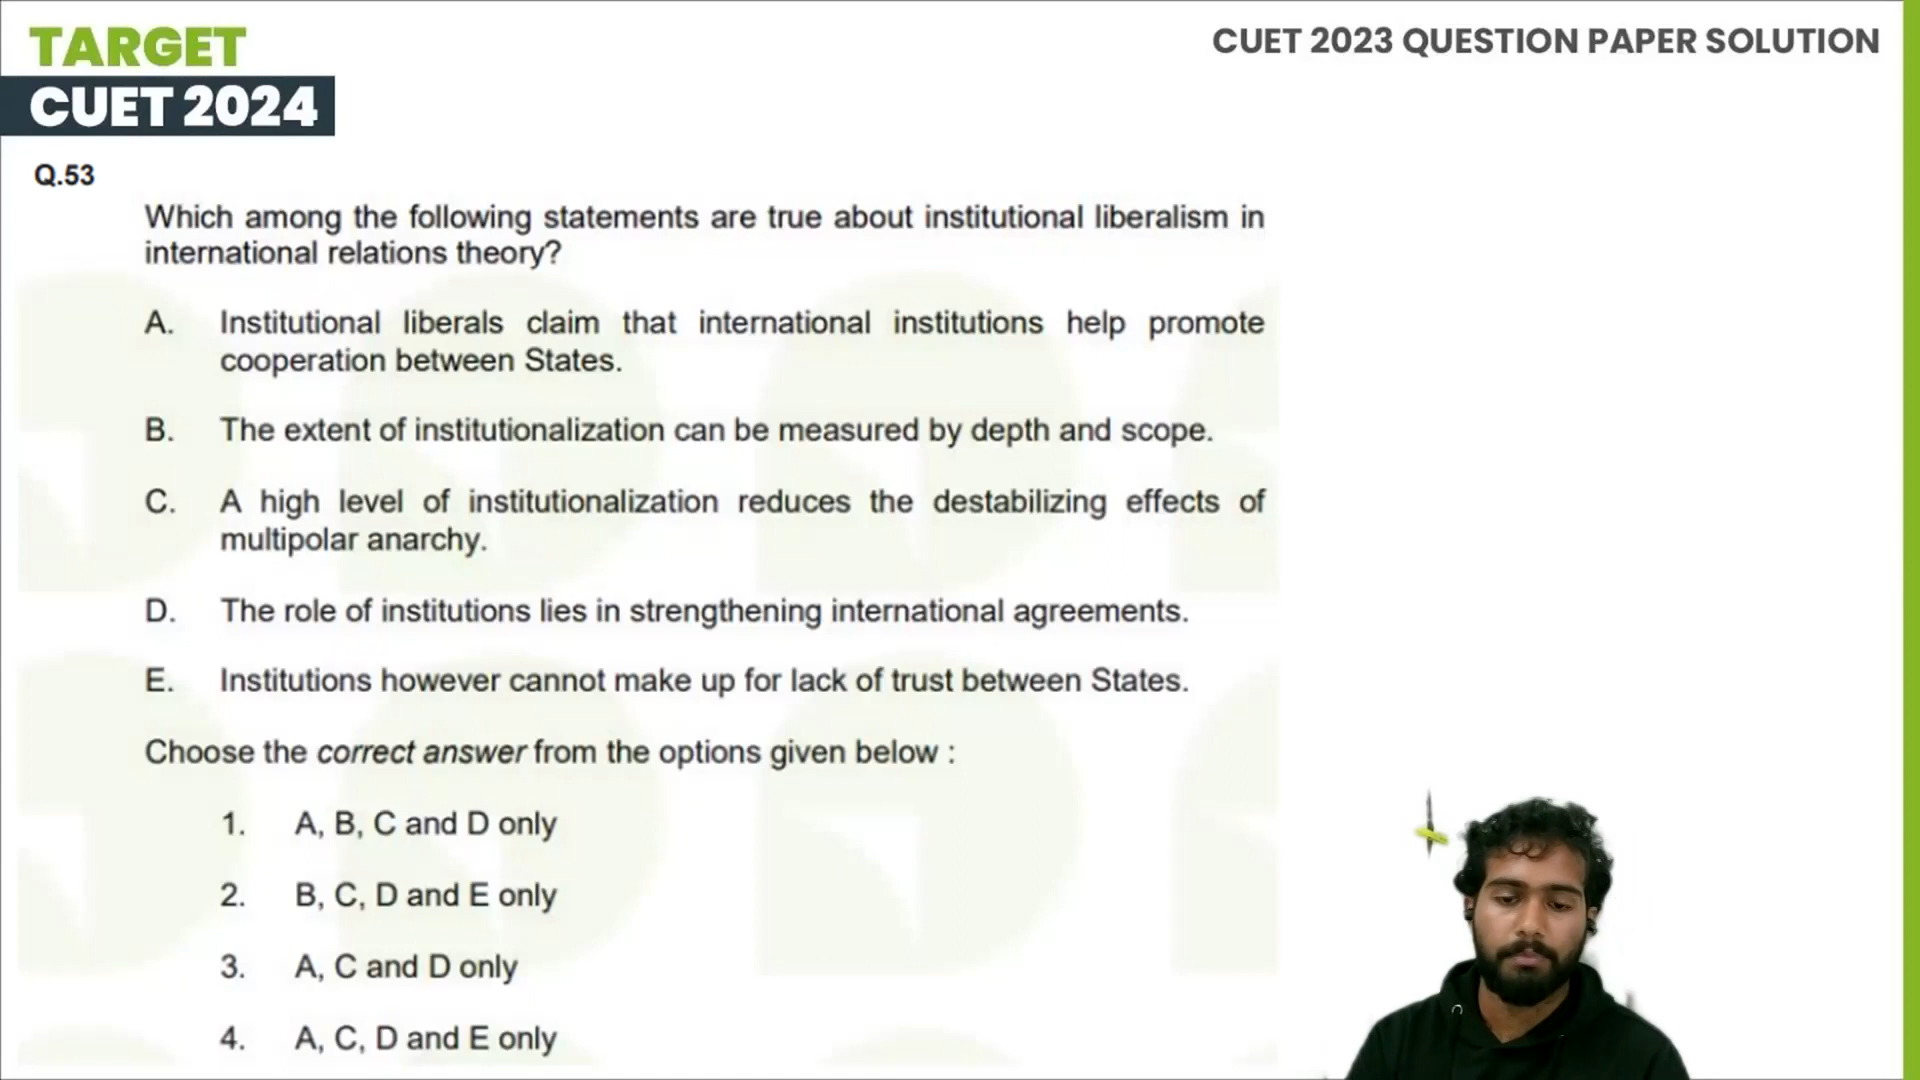 TARGET
CUET 2024
CUET 2023 QUESTION PAPER SOLUTION
Q.53
Which among the following statements are true about institutional liberalism in
international relations theory?
A. Institutional liberals claim that international institutions help promote
cooperation between States.
B. The extent of institutionalization can be measured by depth and scope.
C. A high level of institutionalization reduces the destabilizing effects of
multipolar anarchy.
D. The role of institutions lies in strengthening international agreements.
E. Institutions however cannot make up for lack of trust between States.
Choose the correct answer from the options given below :
1. A, B, C and D only
2. B, C, D and E only
3. A, C and D only
4. A, C, D and E only